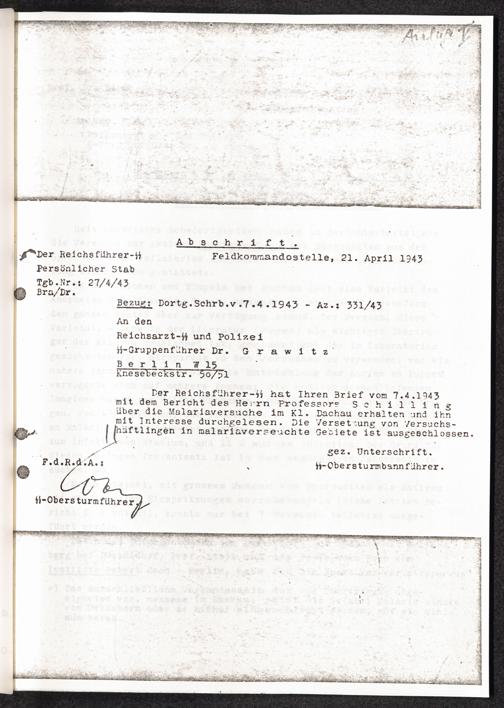 Anlage I
Abschrift.
Der Reichsführer-SS
Feldkommandostelle, 21. April 1943
Persönlicher Stab
Tgb.Nr.: 27/4/43
Bra/Dr.
Bezug: Dortg.Schrb.v.7.4.1943 - Az.: 331/43
An den
Reichsarzt-SS und Polizei
SS-Gruppenführer Dr. Grawitz
Berlin W 15
Knesebeckstr. 50/51
Der Reichsführer-SS hat Ihren Brief vom 7.4.1943
mit dem Bericht des Herrn Professors Schilling
über die Malariaversuche im Kl. Dachau erhalten und ihn
mit Interesse durchgelesen. Die Versetzung von Versuchs-
häftlingen in malariaverseuchte Gebiete ist ausgeschlossen.
gez. Unterschrift.
SS-Obersturmbannführer.
F.d.R.d.A.:
SS-Obersturmführer